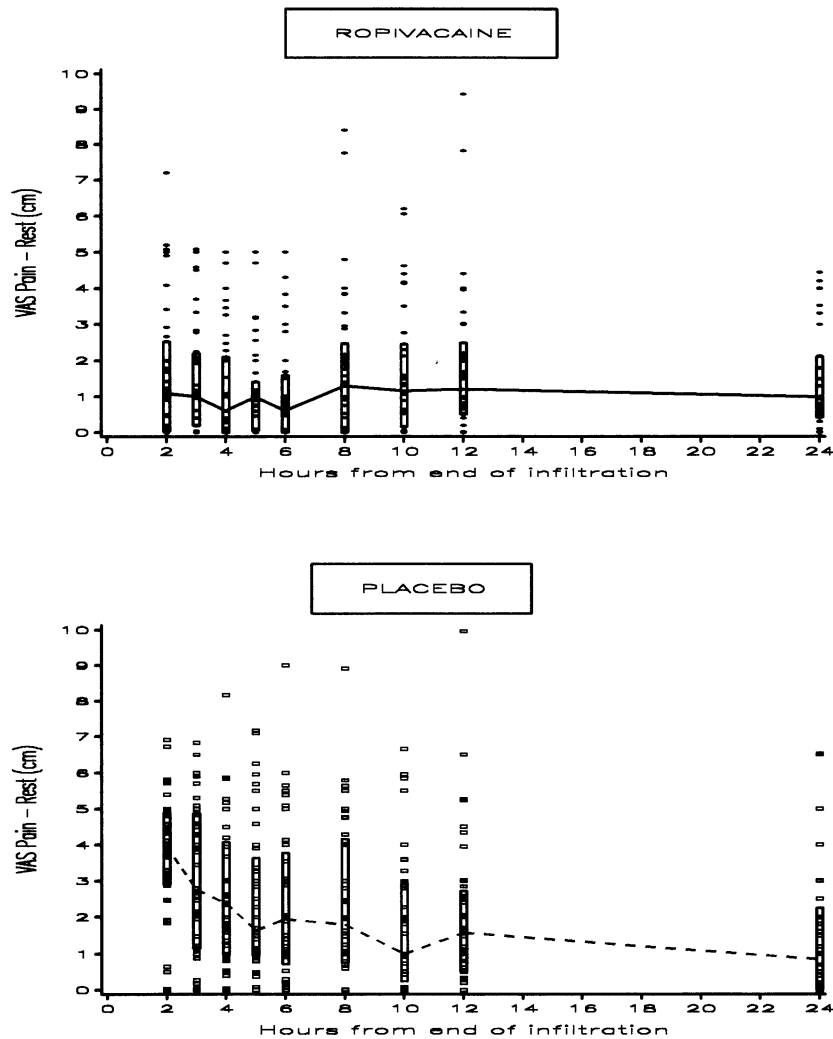 ROPIVACAINE
VAS Pain – Rest (cm)
10
9
8
7
6
5
4
3
2
1
0
0 2 4 6 8 10 12 14 16 18 20 22 24
Hours from end of infiltration
PLACEBO
VAS Pain – Rest (cm)
10
9
8
7
6
5
4
3
2
1
0
0 2 4 6 8 10 12 14 16 18 20 22 24
Hours from end of infiltration